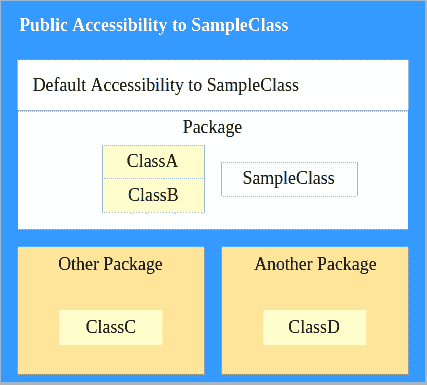 Public Accessibility to SampleClass
Default Accessibility to SampleClass
Package
ClassA
ClassB
SampleClass
Other Package
ClassC
Another Package
ClassD